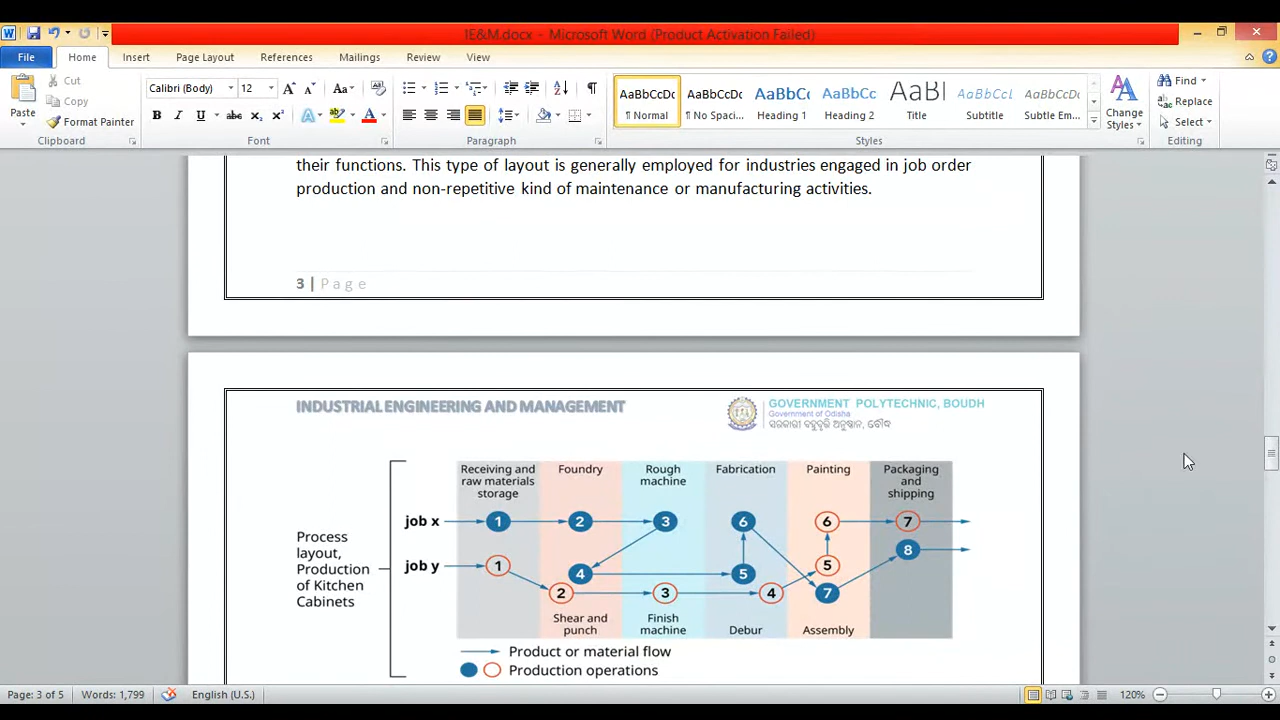 1E&M.docx - Microsoft Word (Product Activation Failed)
File Home Insert Page Layout References Mailings Review View
Cut
Copy
Format Painter
Paste
Clipboard
Calibri (Body) 12
Font
Paragraph
AaBbCcDc AaBbCcDc AaBbCc AaBbCc AaBl AaBbCcL AaBbCcDc
¶ Normal ¶ No Spaci... Heading 1 Heading 2 Title Subtitle Subtle Em...
Styles
Change
Styles
Find
Replace
Select
Editing
their functions. This type of layout is generally employed for industries engaged in job order
production and non-repetitive kind of maintenance or manufacturing activities.
3 | Page
INDUSTRIAL ENGINEERING AND MANAGEMENT
GOVERNMENT POLYTECHNIC, BOUDH
Government of Odisha
ସରକାରୀ ବହୁବୃତ୍ତି ଅନୁଷ୍ଠାନ, ବୌଦ୍ଧ
Process
layout,
Production
of Kitchen
Cabinets
Receiving and
raw materials
storage
Foundry
Rough
machine
Fabrication
Painting
Packaging
and
shipping
job x 1 2 3 6 6 7
8
job y 1 4 5 5
2 3 4 7
Shear and
punch
Finish
machine
Debur
Assembly
Product or material flow
Production operations
Page: 3 of 5 Words: 1,799 English (U.S.) 120%